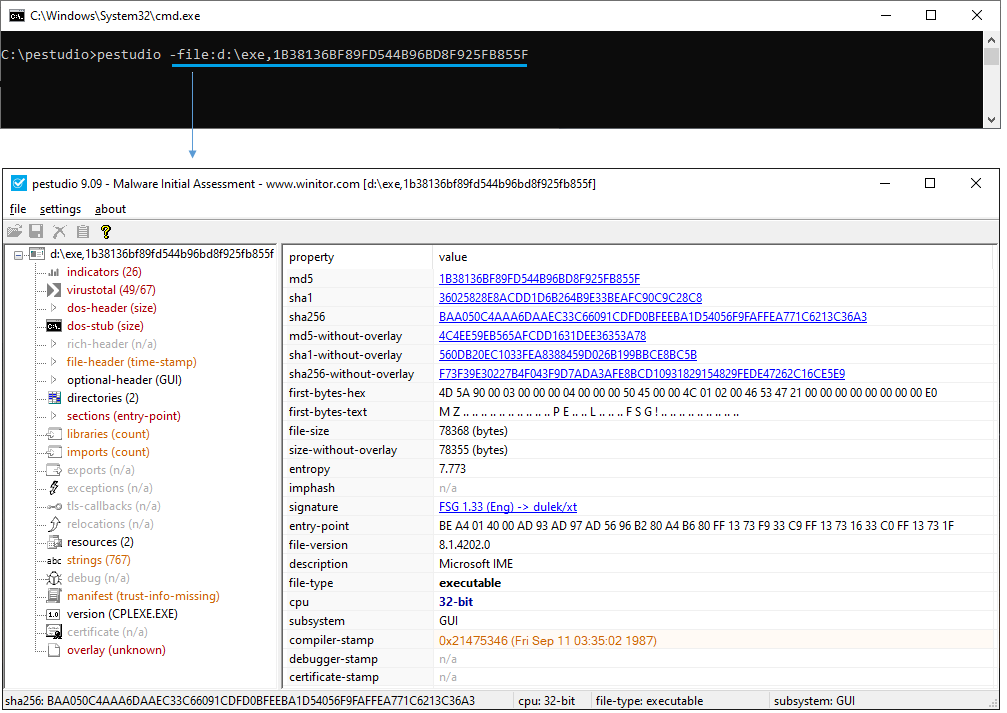 C:\Windows\System32\cmd.exe
C:\pestudio>pestudio -file:d:\exe,1B38136BF89FD544B96BD8F925FB855F
pestudio 9.09 - Malware Initial Assessment - www.winitor.com [d:\exe,1b38136bf89fd544b96bd8f925fb855f]
file settings about
d:\exe,1b38136bf89fd544b96bd8f925fb855f
indicators (26)
virustotal (49/67)
dos-header (size)
dos-stub (size)
rich-header (n/a)
file-header (time-stamp)
optional-header (GUI)
directories (2)
sections (entry-point)
libraries (count)
imports (count)
exports (n/a)
exceptions (n/a)
tls-callbacks (n/a)
relocations (n/a)
resources (2)
abc strings (767)
debug (n/a)
manifest (trust-info-missing)
1.0 version (CPLEXE.EXE)
certificate (n/a)
overlay (unknown)
property value
md5 1B38136BF89FD544B96BD8F925FB855F
sha1 36025828E8ACDD1D6B264B9E33BEAFC90C9C28C8
sha256 BAA050C4AAA6DAAEC33C66091CDFD0BFEEBA1D54056F9FAFFEA771C6213C36A3
md5-without-overlay 4C4EE59EB565AFCDD1631DEE36353A78
sha1-without-overlay 560DB20EC1033FEA8388459D026B199BBCE8BC5B
sha256-without-overlay F73F39E30227B4F043F9D7ADA3AFE8BCD10931829154829FEDE47262C16CE5E9
first-bytes-hex 4D 5A 90 00 03 00 00 00 04 00 00 00 50 45 00 00 4C 01 02 00 46 53 47 21 00 00 00 00 00 00 00 00 E0
first-bytes-text M Z .. .. .. .. .. .. .. .. .. .. P E .. .. L .. .. .. F S G ! .. .. .. .. .. .. .. .. ..
file-size 78368 (bytes)
size-without-overlay 78355 (bytes)
entropy 7.773
imphash n/a
signature FSG 1.33 (Eng) -> dulek/xt
entry-point BE A4 01 40 00 AD 93 AD 97 AD 56 96 B2 80 A4 B6 80 FF 13 73 F9 33 C9 FF 13 73 16 33 C0 FF 13 73 1F
file-version 8.1.4202.0
description Microsoft IME
file-type executable
cpu 32-bit
subsystem GUI
compiler-stamp 0x21475346 (Fri Sep 11 03:35:02 1987)
debugger-stamp n/a
certificate-stamp n/a
sha256: BAA050C4AAA6DAAEC33C66091CDFD0BFEEBA1D54056F9FAFFEA771C6213C36A3 cpu: 32-bit file-type: executable subsystem: GUI